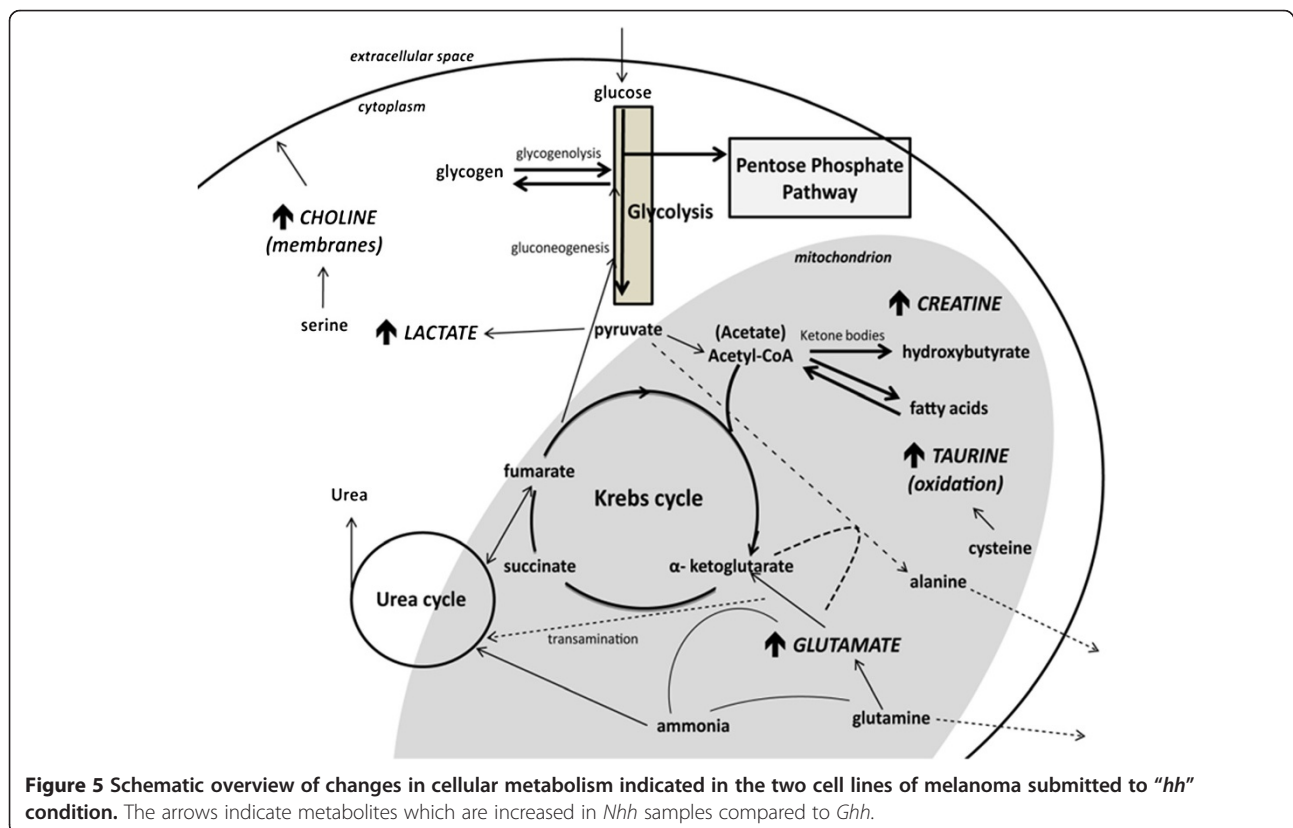 extracellular space
cytoplasm
glucose
glycogenolysis
glycogen
Pentose Phosphate
Pathway
Glycolysis
gluconeogenesis
CHOLINE
(membranes)
serine
LACTATE
pyruvate
mitochondrion
CREATINE
(Acetate)
Acetyl-CoA
Ketone bodies
hydroxybutyrate
fatty acids
TAURINE
(oxidation)
cysteine
fumarate
Krebs cycle
Urea
succinate
α- ketoglutarate
alanine
Urea cycle
transamination
GLUTAMATE
ammonia
glutamine
Figure 5 Schematic overview of changes in cellular metabolism indicated in the two cell lines of melanoma submitted to “hh”
condition. The arrows indicate metabolites which are increased in Nhh samples compared to Ghh.